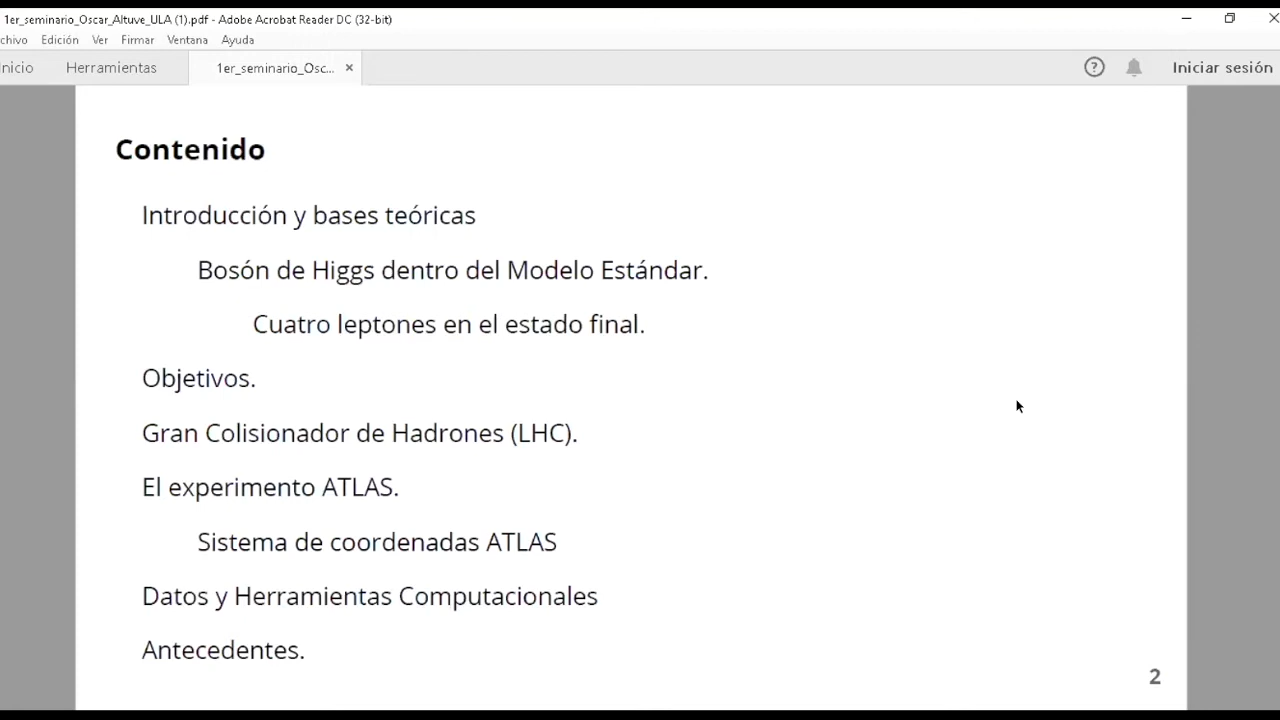 1er_seminario_Oscar_Altuve_ULA (1).pdf - Adobe Acrobat Reader DC (32-bit)
chivo Edición Ver Firmar Ventana Ayuda
nicio Herramientas 1er_seminario_Osc... × ? Iniciar sesión
Contenido
Introducción y bases teóricas
Bosón de Higgs dentro del Modelo Estándar.
Cuatro leptones en el estado final.
Objetivos.
Gran Colisionador de Hadrones (LHC).
El experimento ATLAS.
Sistema de coordenadas ATLAS
Datos y Herramientas Computacionales
Antecedentes.
2